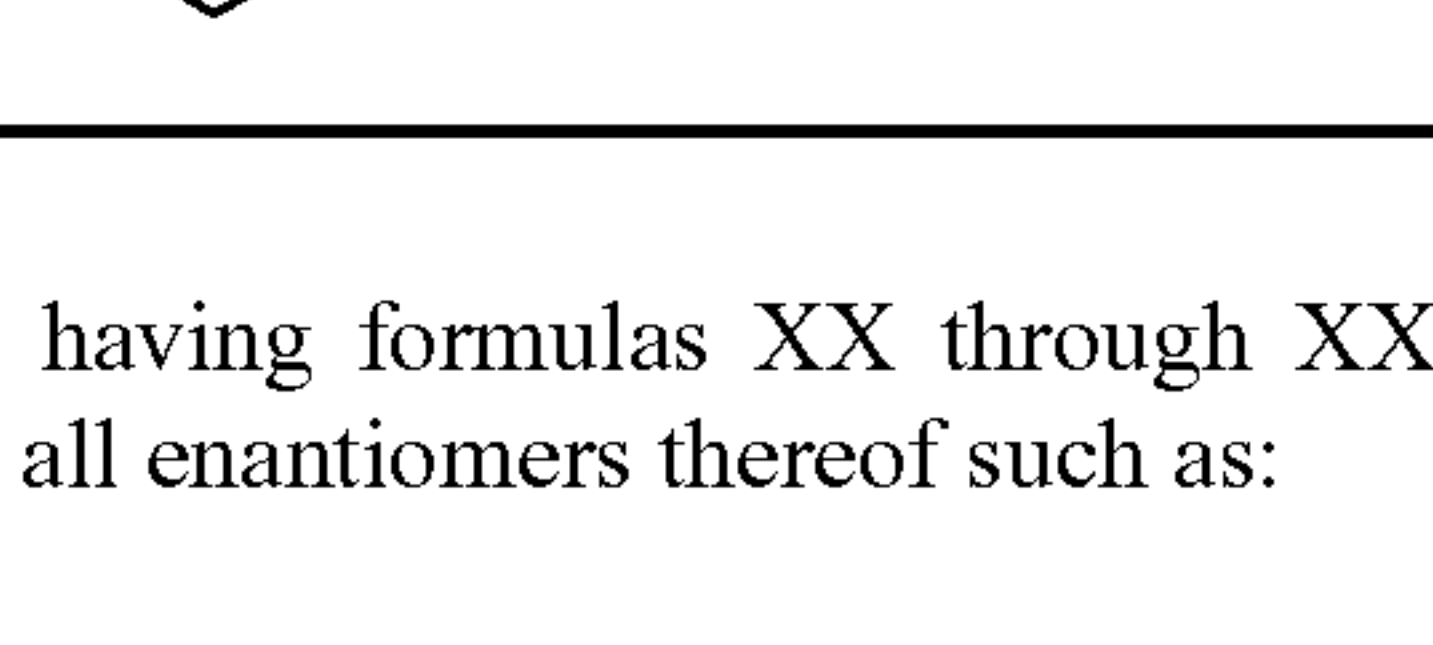 having formulas XX through XX
all enantiomers thereof such as: